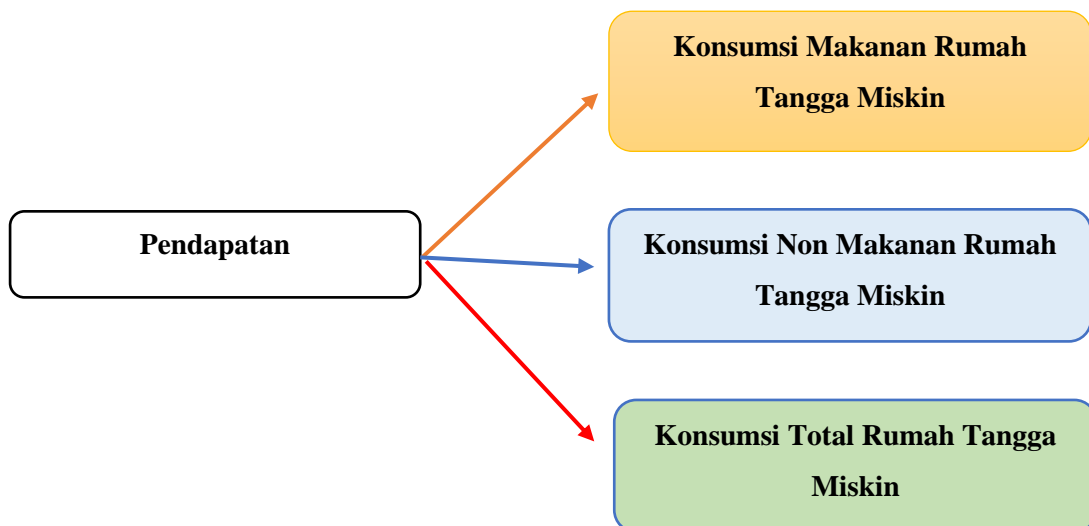 Konsumsi Makanan Rumah
Tangga Miskin
Pendapatan
Konsumsi Non Makanan Rumah
Tangga Miskin
Konsumsi Total Rumah Tangga
Miskin